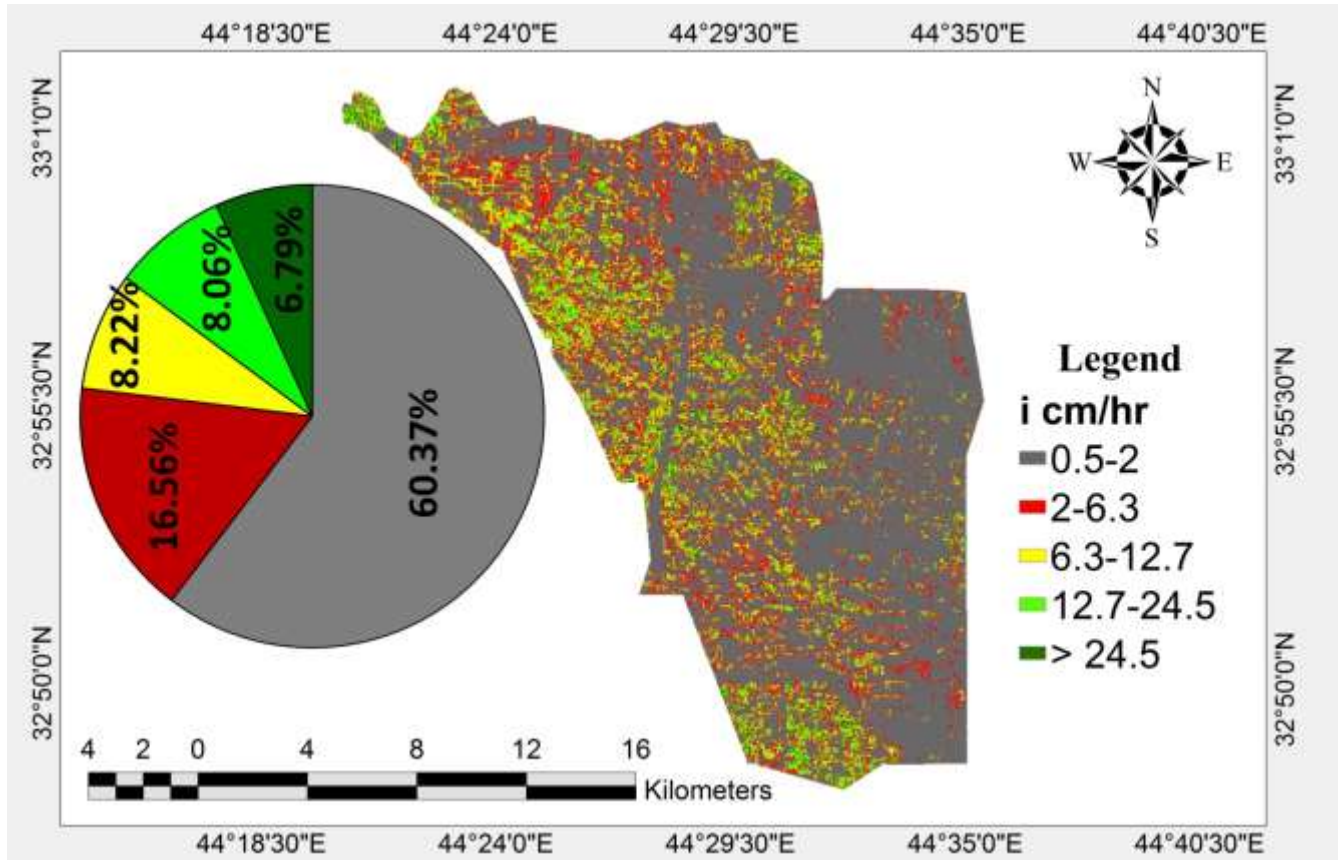 44°18'30"E 44°24'0"E 44°29'30"E 44°35'0"E 44°40'30"E
33°1'0"N
33°1'0"N
N
W E
S
6.79%
8.06%
8.22%
16.56%
60.37%
32°55'30"N
32°55'30"N
Legend
i cm/hr
0.5-2
2-6.3
6.3-12.7
12.7-24.5
> 24.5
32°50'0"N
32°50'0"N
4 2 0 4 8 12 16
Kilometers
44°18'30"E 44°24'0"E 44°29'30"E 44°35'0"E 44°40'30"E